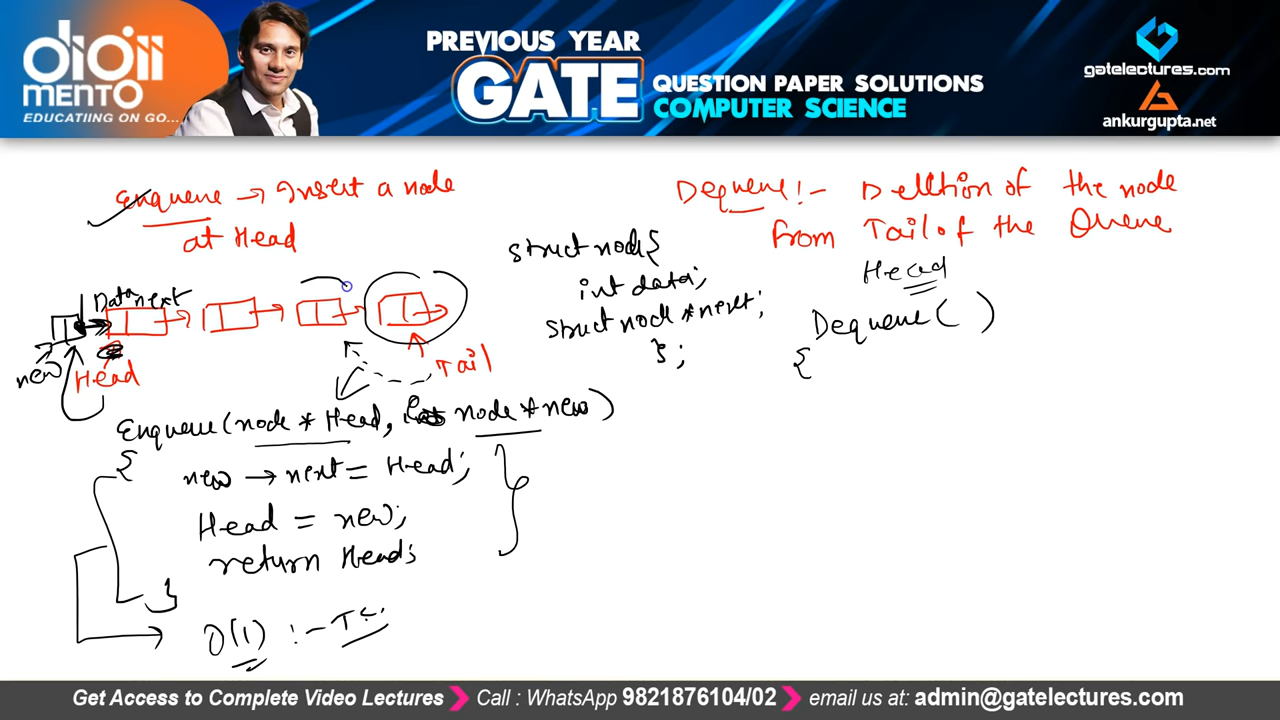 digiimento
EDUCATIING ON GO...
PREVIOUS YEAR
GATE
QUESTION PAPER SOLUTIONS
COMPUTER SCIENCE
gatelectures.com
ankurgupta.net
Enqueue → Insert a node
at Head
Data next
new
Head
Tail
Enqueue(node * Head, node * new)
{
new → next = Head;
Head = new;
return Head;
}
O(1) :- T.C.
struct node{
int data;
struct node *next;
};
Dequeue:- Delltion of the node
from Tail of the Queue
Head
Dequeue( )
{
Get Access to Complete Video Lectures
Call : WhatsApp 9821876104/02
email us at: admin@gatelectures.com